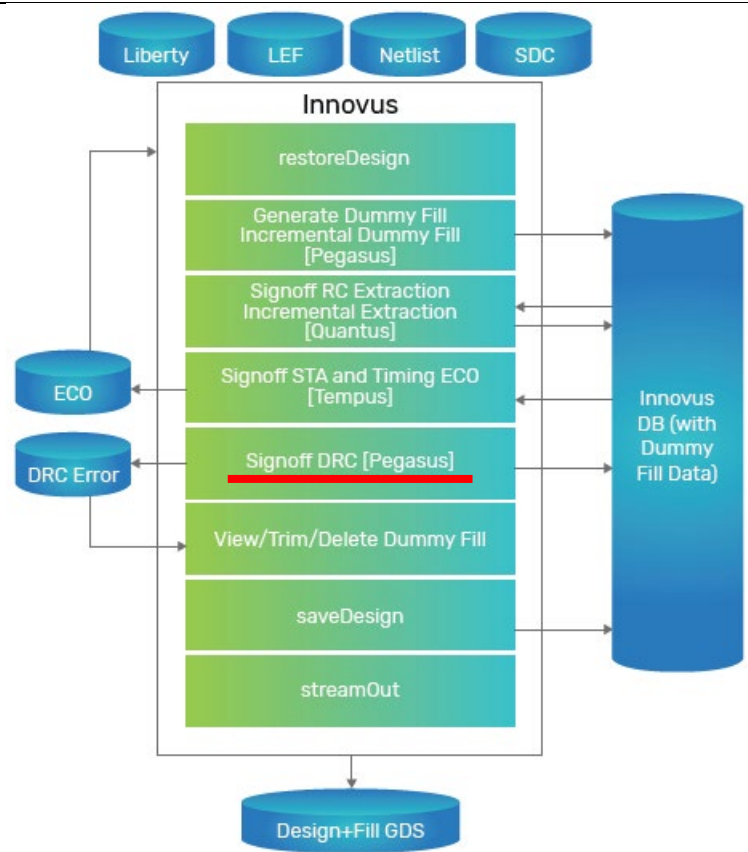 Liberty
LEF
Netlist
SDC
Innovus
restoreDesign
Generate Dummy Fill
Incremental Dummy Fill
[Pegasus]
Signoff RC Extraction
Incremental Extraction
[Quantus]
Signoff STA and Timing ECO
[Tempus]
ECO
Signoff DRC [Pegasus]
DRC Error
View/Trim/Delete Dummy Fill
saveDesign
streamOut
Innovus
DB (with
Dummy
Fill Data)
Design+Fill GDS